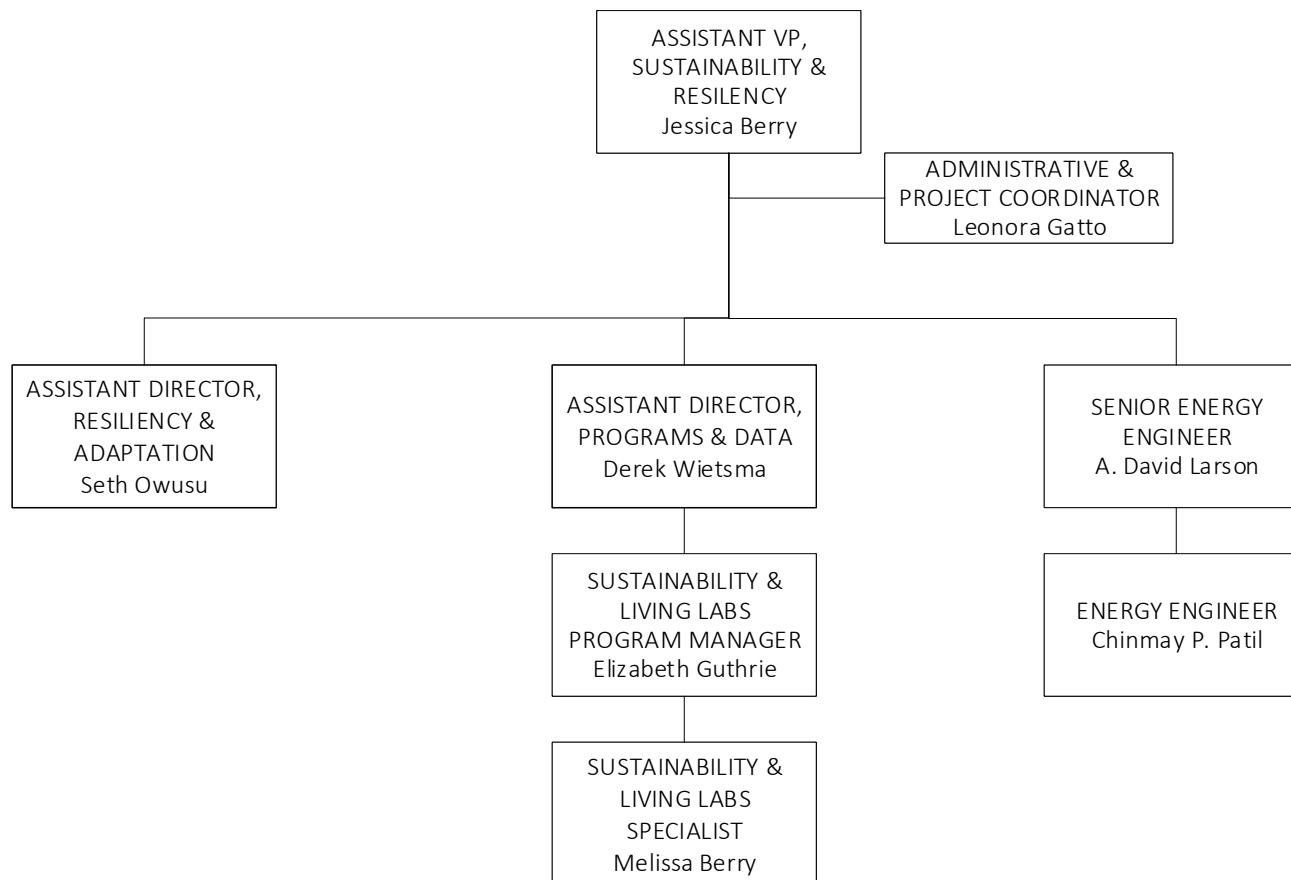 ASSISTANT VP,
SUSTAINABILITY &
RESILENCY
Jessica Berry
ADMINISTRATIVE &
PROJECT COORDINATOR
Leonora Gatto
ASSISTANT DIRECTOR,
RESILIENCY &
ADAPTATION
Seth Owusu
ASSISTANT DIRECTOR,
PROGRAMS & DATA
Derek Wietsma
SENIOR ENERGY
ENGINEER
A. David Larson
SUSTAINABILITY &
LIVING LABS
PROGRAM MANAGER
Elizabeth Guthrie
ENERGY ENGINEER
Chinmay P. Patil
SUSTAINABILITY &
LIVING LABS
SPECIALIST
Melissa Berry